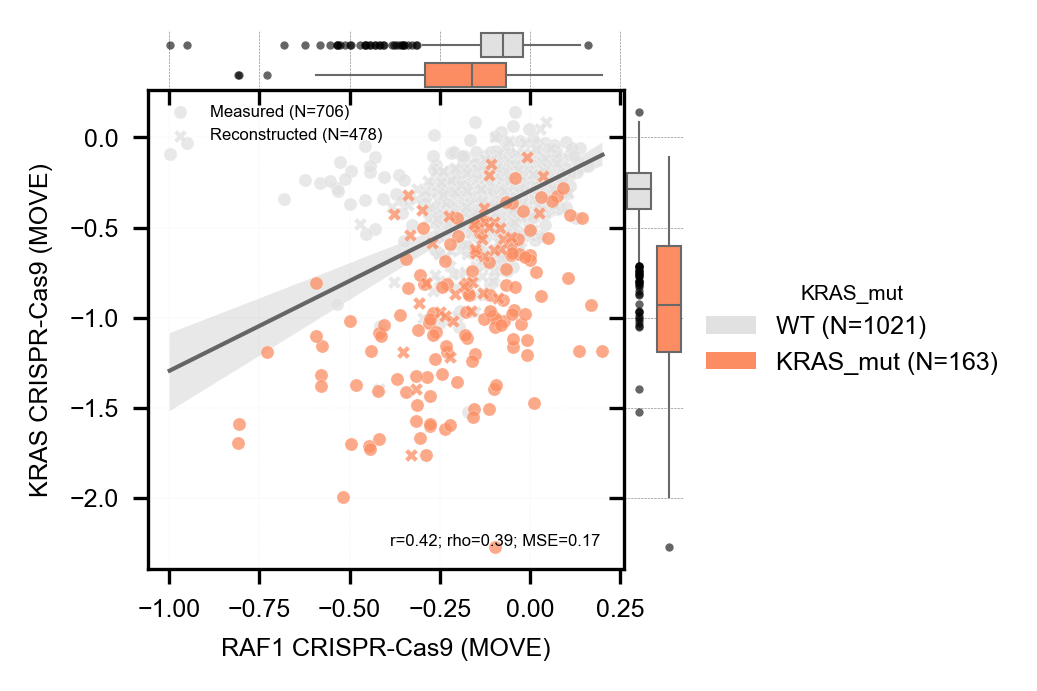 Measured (N=706)
Reconstructed (N=478)
0.0
−0.5
−1.0
−1.5
−2.0
KRAS CRISPR-Cas9 (MOVE)
r=0.42; rho=0.39; MSE=0.17
−1.00 −0.75 −0.50 −0.25 0.00 0.25
RAF1 CRISPR-Cas9 (MOVE)
KRAS_mut
WT (N=1021)
KRAS_mut (N=163)